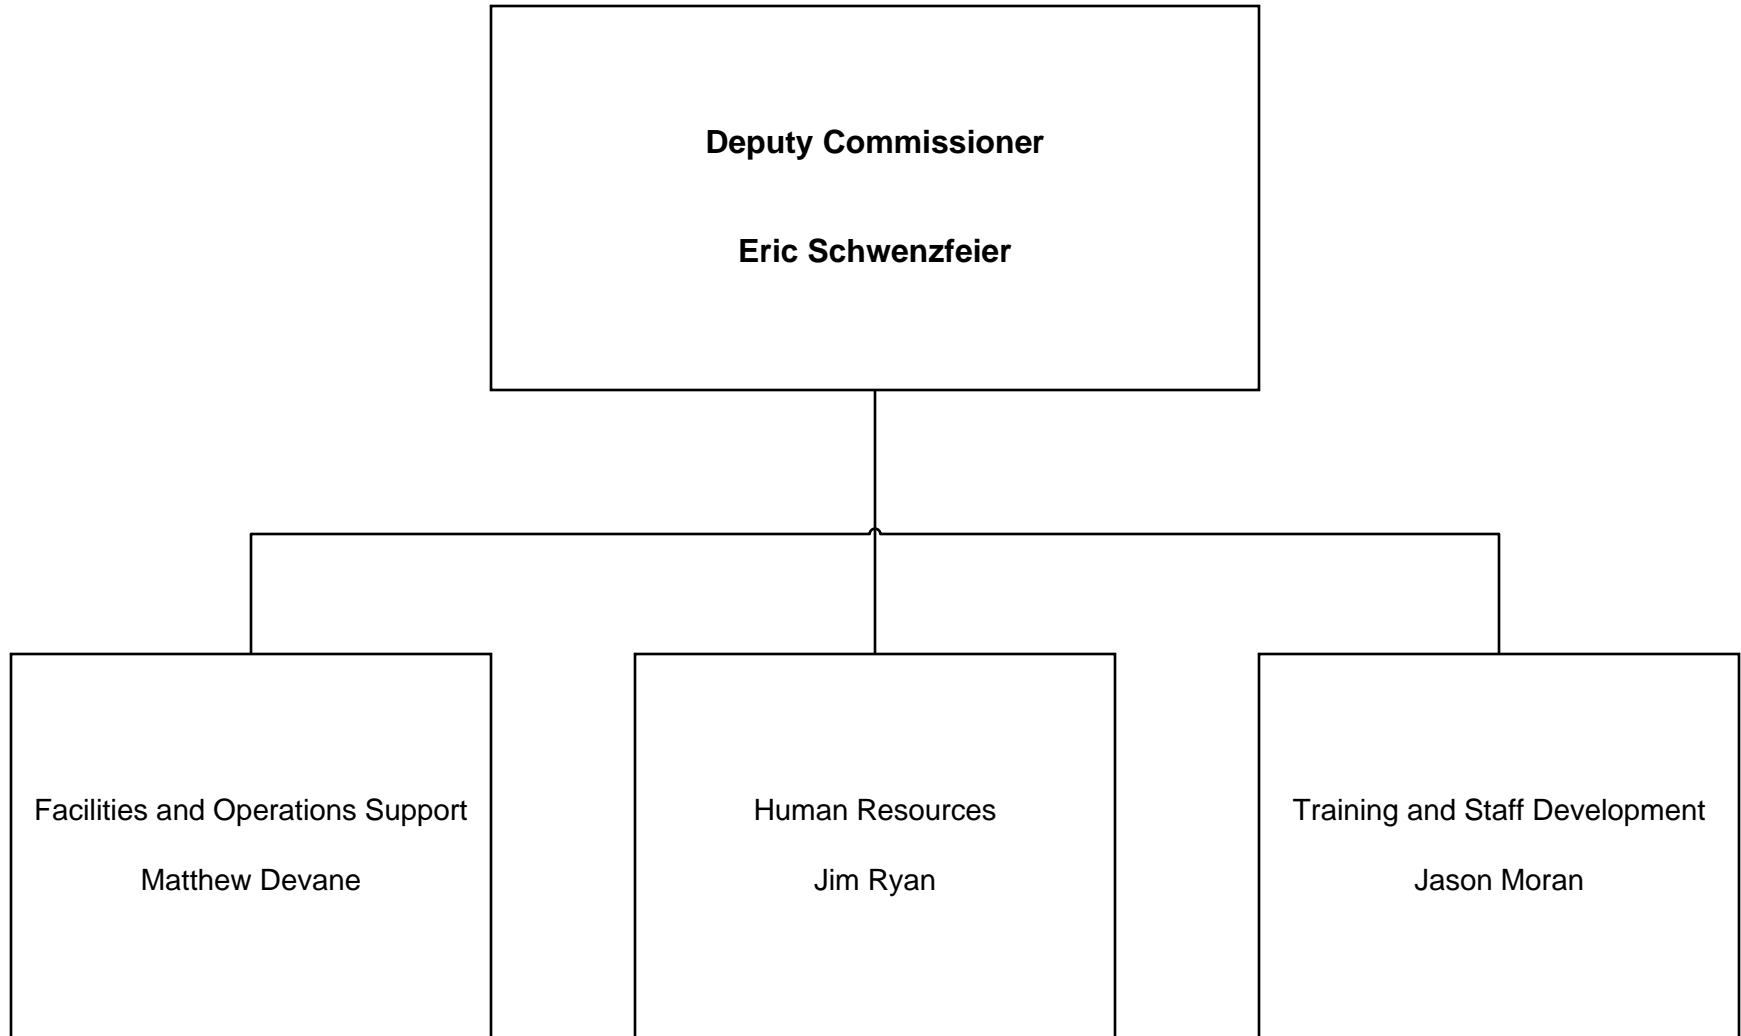 Deputy Commissioner
Eric Schwenzfeier
Facilities and Operations Support
Matthew Devane
Human Resources
Jim Ryan
Training and Staff Development
Jason Moran